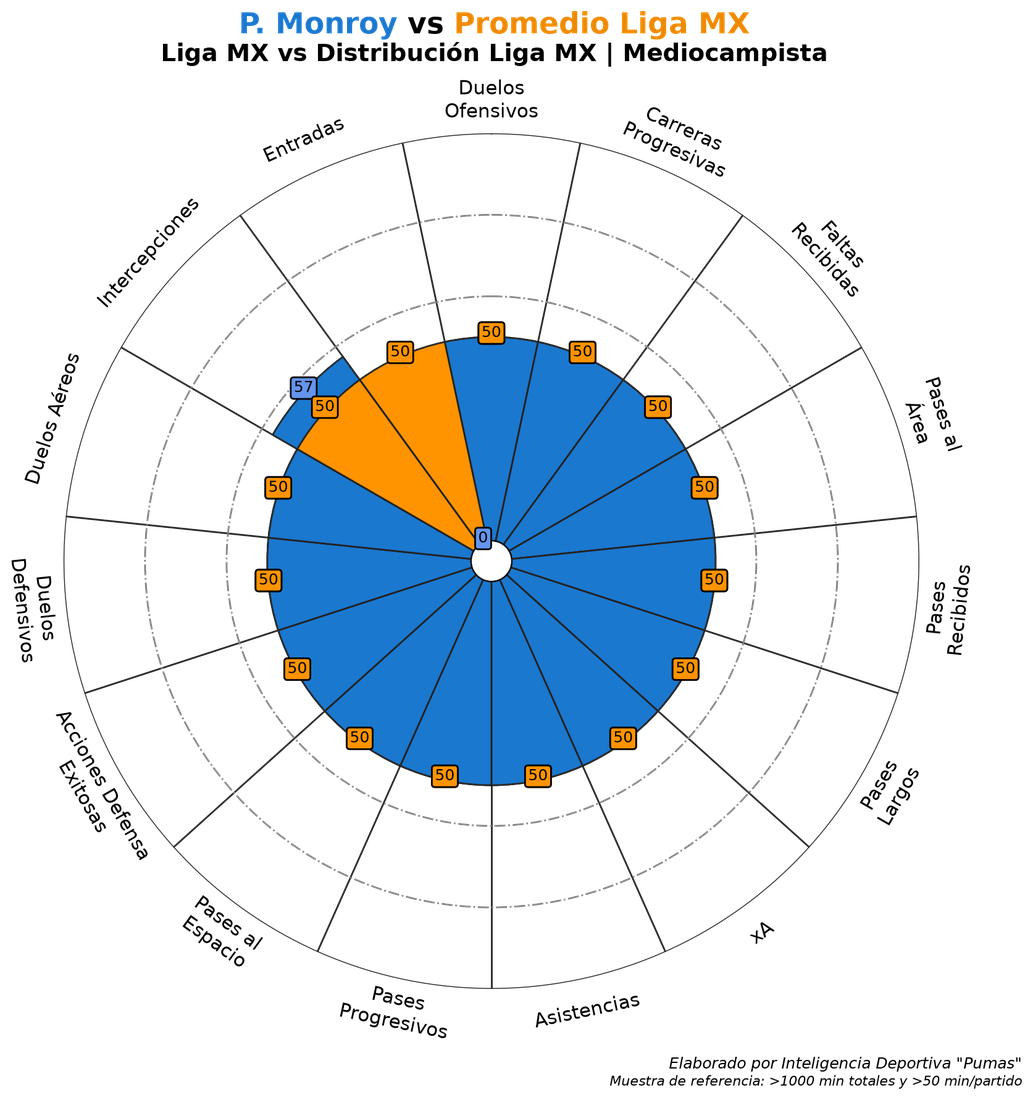 P. Monroy vs Promedio Liga MX
Liga MX vs Distribución Liga MX | Mediocampista
Duelos
Ofensivos
Carreras
Progresivas
Faltas
Recibidas
Pases al
Área
Pases
Recibidos
Pases
Largos
xA
Asistencias
Pases
Progresivos
Pases al
Espacio
Acciones Defensa
Exitosas
Duelos
Defensivos
Duelos Aéreos
Intercepciones
Entradas
50
50
50
50
50
50
50
50
50
50
50
50
50
57
50
50
0
Elaborado por Inteligencia Deportiva "Pumas"
Muestra de referencia: >1000 min totales y >50 min/partido